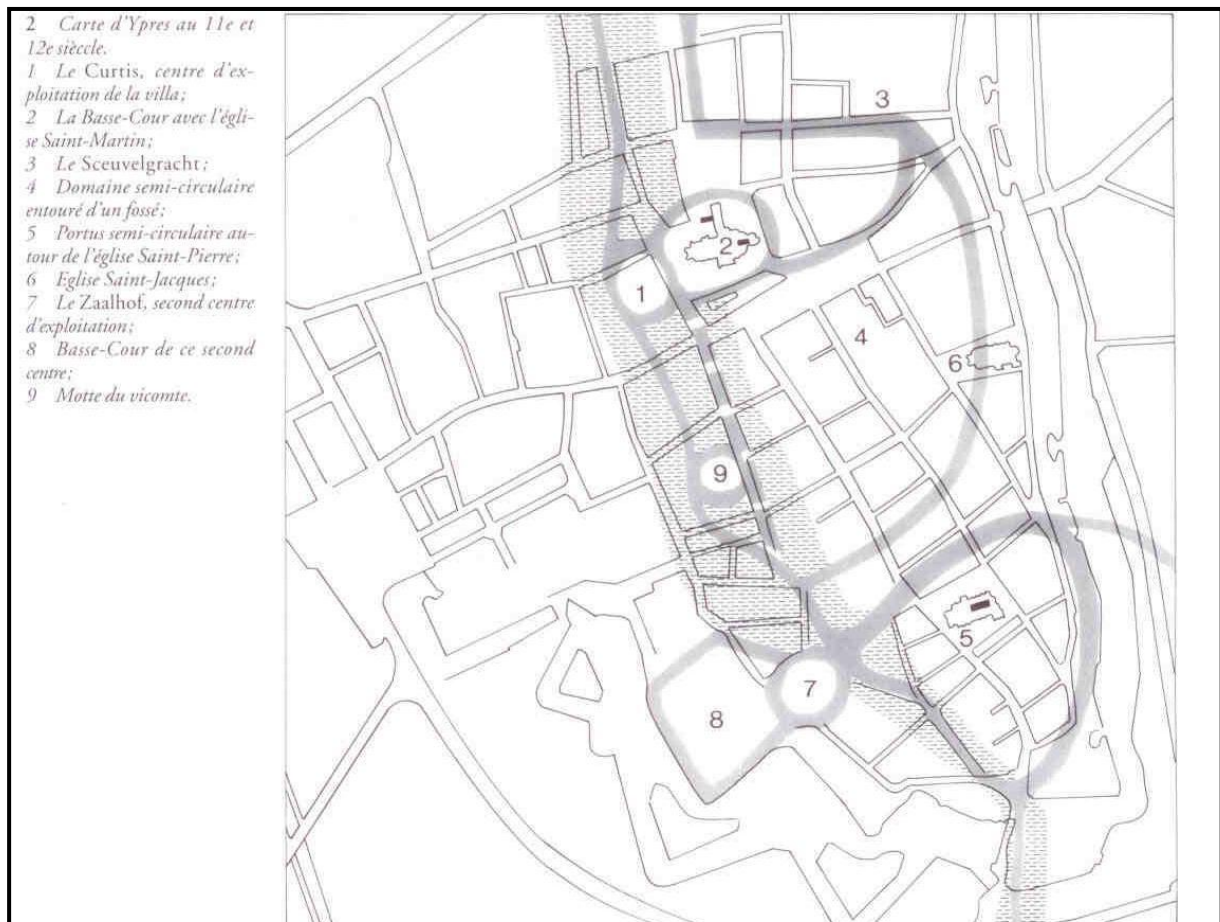 2 Carte d'Ypres au 11e et
12e sièccle.
1 Le Curtis, centre d'ex-
ploitation de la villa;
2 La Basse-Cour avec l'égli-
se Saint-Martin;
3 Le Sceuvelgracht;
4 Domaine semi-circulaire
entouré d'un fossé;
5 Portus semi-circulaire au-
tour de l'église Saint-Pierre;
6 Eglise Saint-Jacques;
7 Le Zaalhof, second centre
d'exploitation;
8 Basse-Cour de ce second
centre;
9 Motte du vicomte.
3
2
1
4
6
9
5
7
8